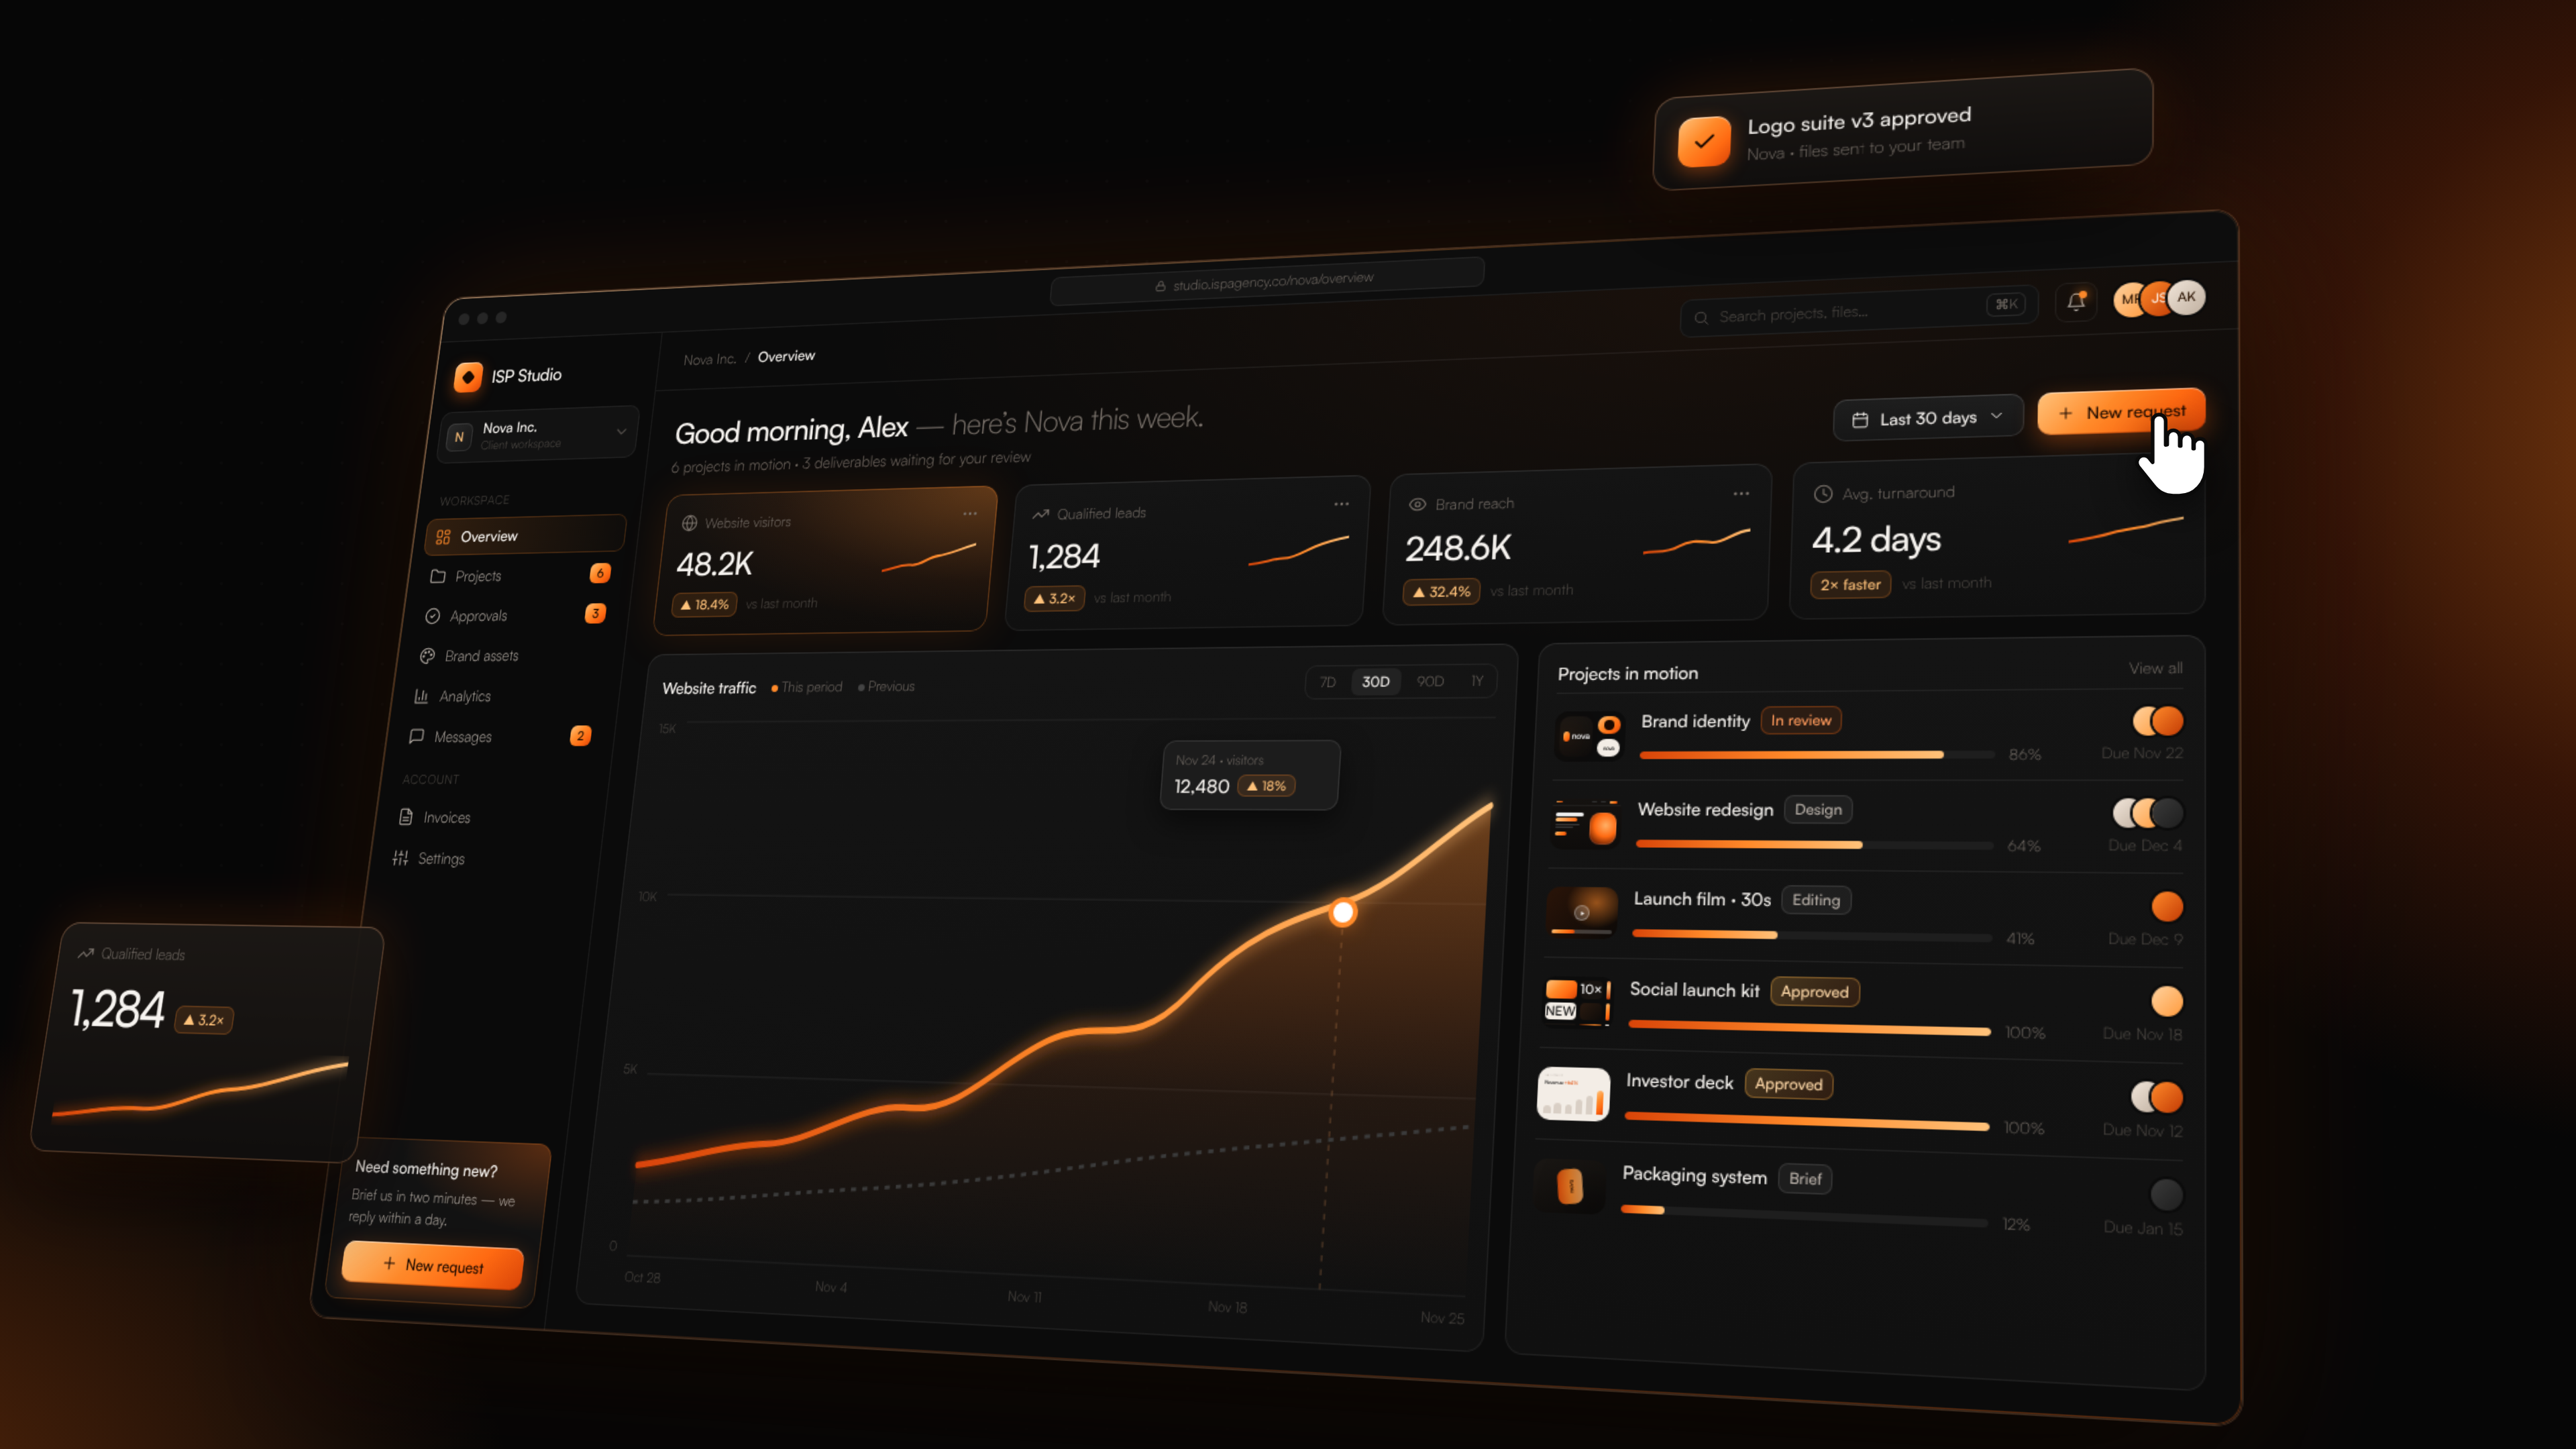 Logo suite v3 approved
Nova • files sent to your team
studio.ispagency.co/nova/overview
ISP Studio
Nova Inc. / Overview
Search projects, files...
⌘K
MF
JS
AK
N
Nova Inc.
Client workspace
Good morning, Alex — here's Nova this week.
6 projects in motion • 3 deliverables waiting for your review
Last 30 days
+ New request
WORKSPACE
Overview
Projects 6
Approvals 3
Brand assets
Analytics
Messages 2
ACCOUNT
Invoices
Settings
Website visitors
48.2K
▲ 18.4% vs last month
Qualified leads
1,284
▲ 3.2× vs last month
Brand reach
248.6K
▲ 32.4% vs last month
Avg. turnaround
4.2 days
2× faster vs last month
Website traffic
This period
Previous
7D 30D 90D 1Y
15K
10K
5K
0
Nov 24 • visitors
12,480 ▲ 18%
Oct 28
Nov 4
Nov 11
Nov 18
Nov 25
Projects in motion
View all
nova
Brand identity In review
86%
Due Nov 22
Website redesign Design
64%
Due Dec 4
Launch film • 30s Editing
41%
Due Dec 9
10×
NEW
Social launch kit Approved
100%
Due Nov 18
Investor deck Approved
100%
Due Nov 12
Packaging system Brief
12%
Due Jan 15
Qualified leads
1,284 ▲ 3.2×
Need something new?
Brief us in two minutes — we
reply within a day.
+ New request